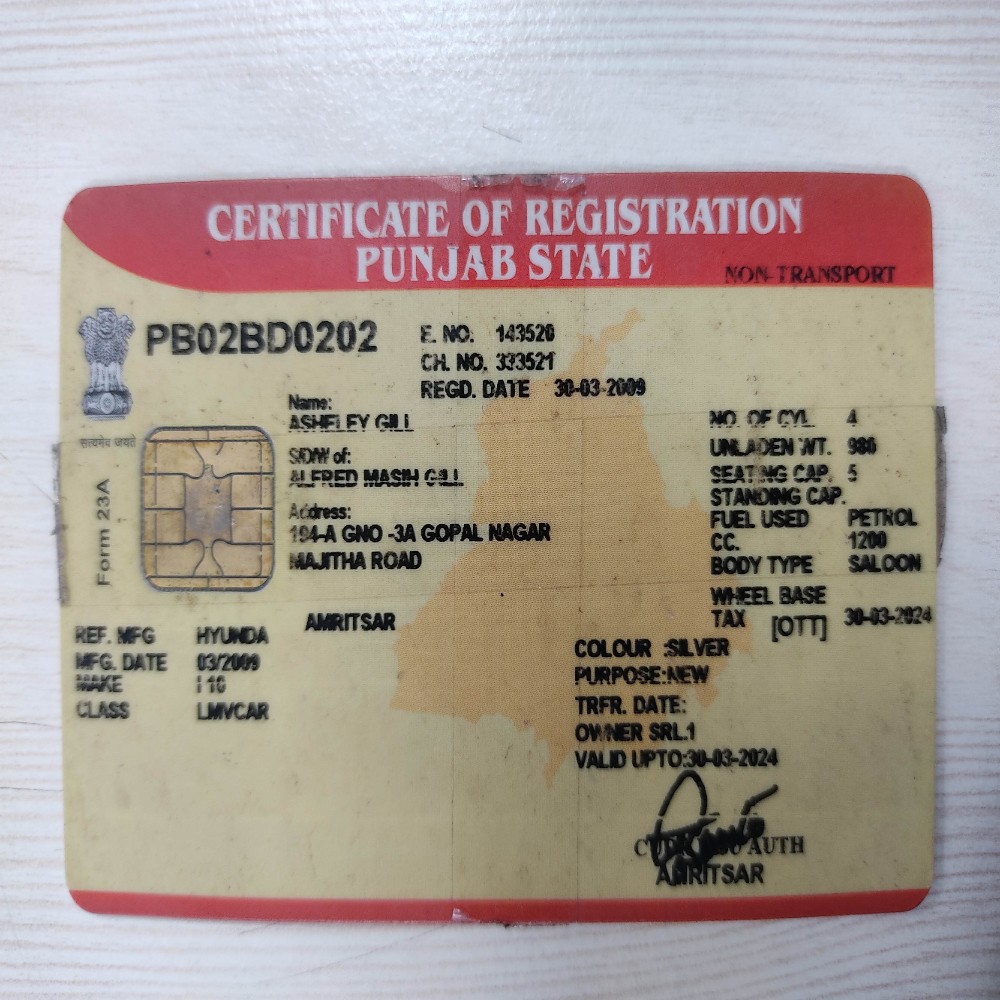 CERTIFICATE OF REGISTRATION
PUNJAB STATE
NON-TRANSPORT
PB02BD0202
E. NO. 143520
CH. NO. 333521
REGD. DATE 30-03-2009
सत्यमेव जयते
Form 23A
Name:
ASHELEY GILL
S/D/W of:
ALFRED MASIH GILL
Address:
194-A GNO -3A GOPAL NAGAR
MAJITHA ROAD
AMRITSAR
NO. OF CYL. 4
UNLADEN WT. 980
SEATING CAP. 5
STANDING CAP.
FUEL USED PETROL
CC. 1200
BODY TYPE SALOON
WHEEL BASE
TAX [OTT] 30-03-2024
REF. MFG HYUNDA
MFG. DATE 03/2009
MAKE I 10
CLASS LMVCAR
COLOUR :SILVER
PURPOSE:NEW
TRFR. DATE:
OWNER SRL.1
VALID UPTO:30-03-2024
AUTH
AMRITSAR